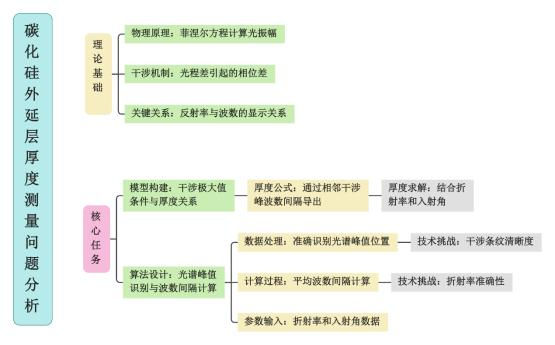 碳化硅外延层厚度测量问题分析
理论基础
物理原理：菲涅尔方程计算光振幅
干涉机制：光程差引起的相位差
关键关系：反射率与波数的显示关系
核心任务
模型构建：干涉极大值
条件与厚度关系
厚度公式：通过相邻干涉
峰波数间隔导出
厚度求解：结合折
射率和入射角
算法设计：光谱峰值
识别与波数间隔计算
数据处理：准确识别光谱峰值位置
技术挑战：干涉条纹清晰度
计算过程：平均波数间隔计算
技术挑战：折射率准确性
参数输入：折射率和入射角数据